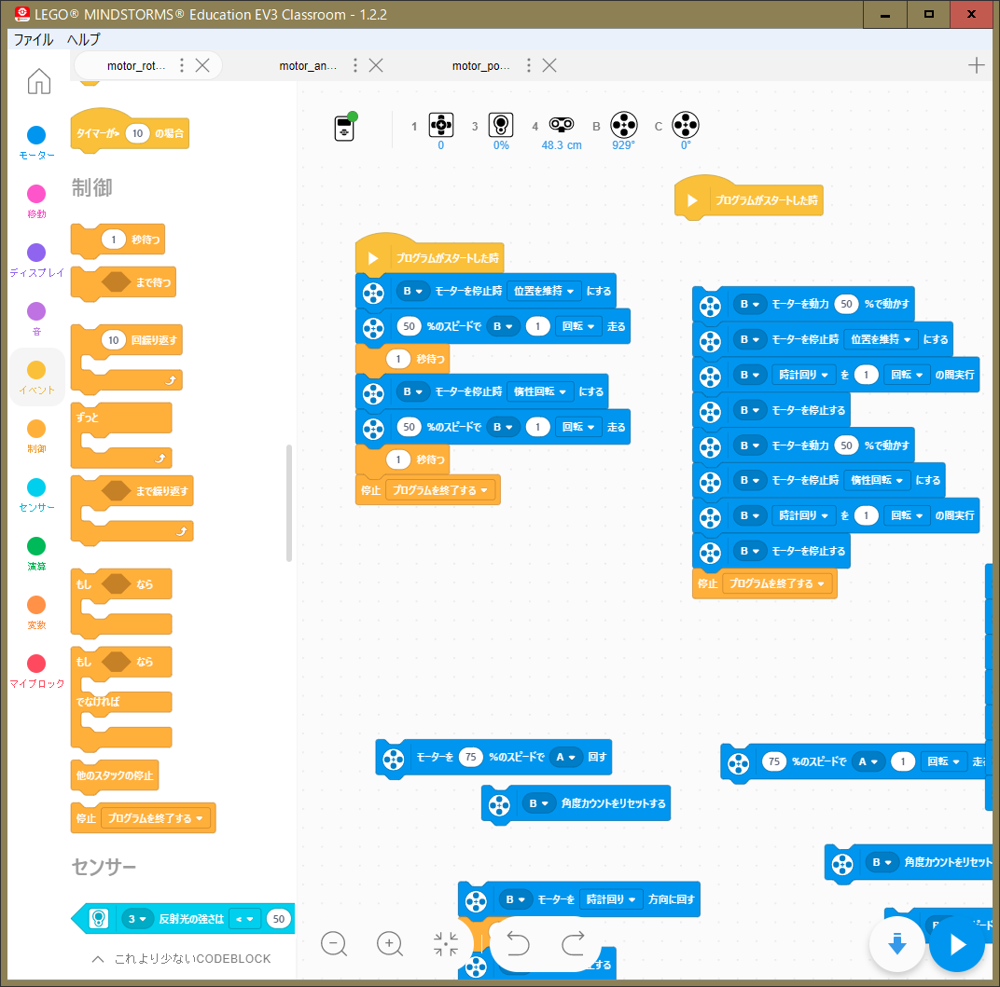 LEGO® MINDSTORMS® Education EV3 Classroom - 1.2.2
ファイル ヘルプ
motor_rot... motor_an... motor_po...
モーター
移動
ディスプレイ
音
イベント
制御
センサー
演算
変数
マイブロック
タイマーが> 10 の場合
制御
1 秒待つ
まで待つ
10 回繰り返す
ずっと
まで繰り返す
もし なら
もし なら
でなければ
他のスタックの停止
停止 プログラムを終了する
センサー
3 反射光の強さは < 50
これより少ないCODEBLOCK
1 3 4 B C
0 0% 48.3 cm 929° 0°
プログラムがスタートした時
B モーターを停止時 位置を維持 にする
50 %のスピードで B 1 回転 走る
1 秒待つ
B モーターを停止時 惰性回転 にする
50 %のスピードで B 1 回転 走る
1 秒待つ
停止 プログラムを終了する
プログラムがスタートした時
B モーターを動力 50 %で動かす
B モーターを停止時 位置を維持 にする
B 時計回り を 1 回転 の間実行
B モーターを停止する
B モーターを動力 50 %で動かす
B モーターを停止時 惰性回転 にする
B 時計回り を 1 回転 の間実行
B モーターを停止する
停止 プログラムを終了する
モーターを 75 %のスピードで A 回す
75 %のスピードで A 1 回転 走
B 角度カウントをリセットする
B 角度カウントをリセット
B モーターを 時計回り 方向に回す
する